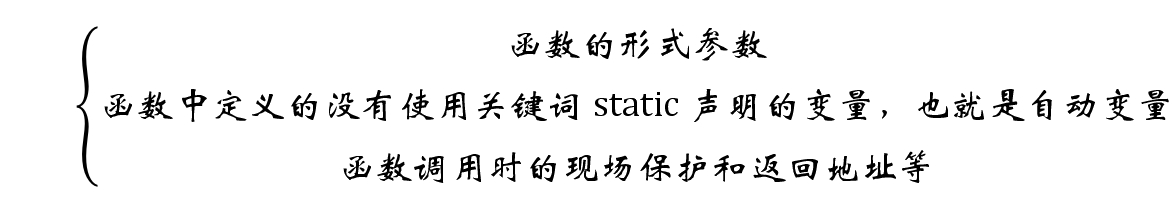 函数的形式参数
函数中定义的没有使用关键词 static 声明的变量，也就是自动变量
函数调用时的现场保护和返回地址等